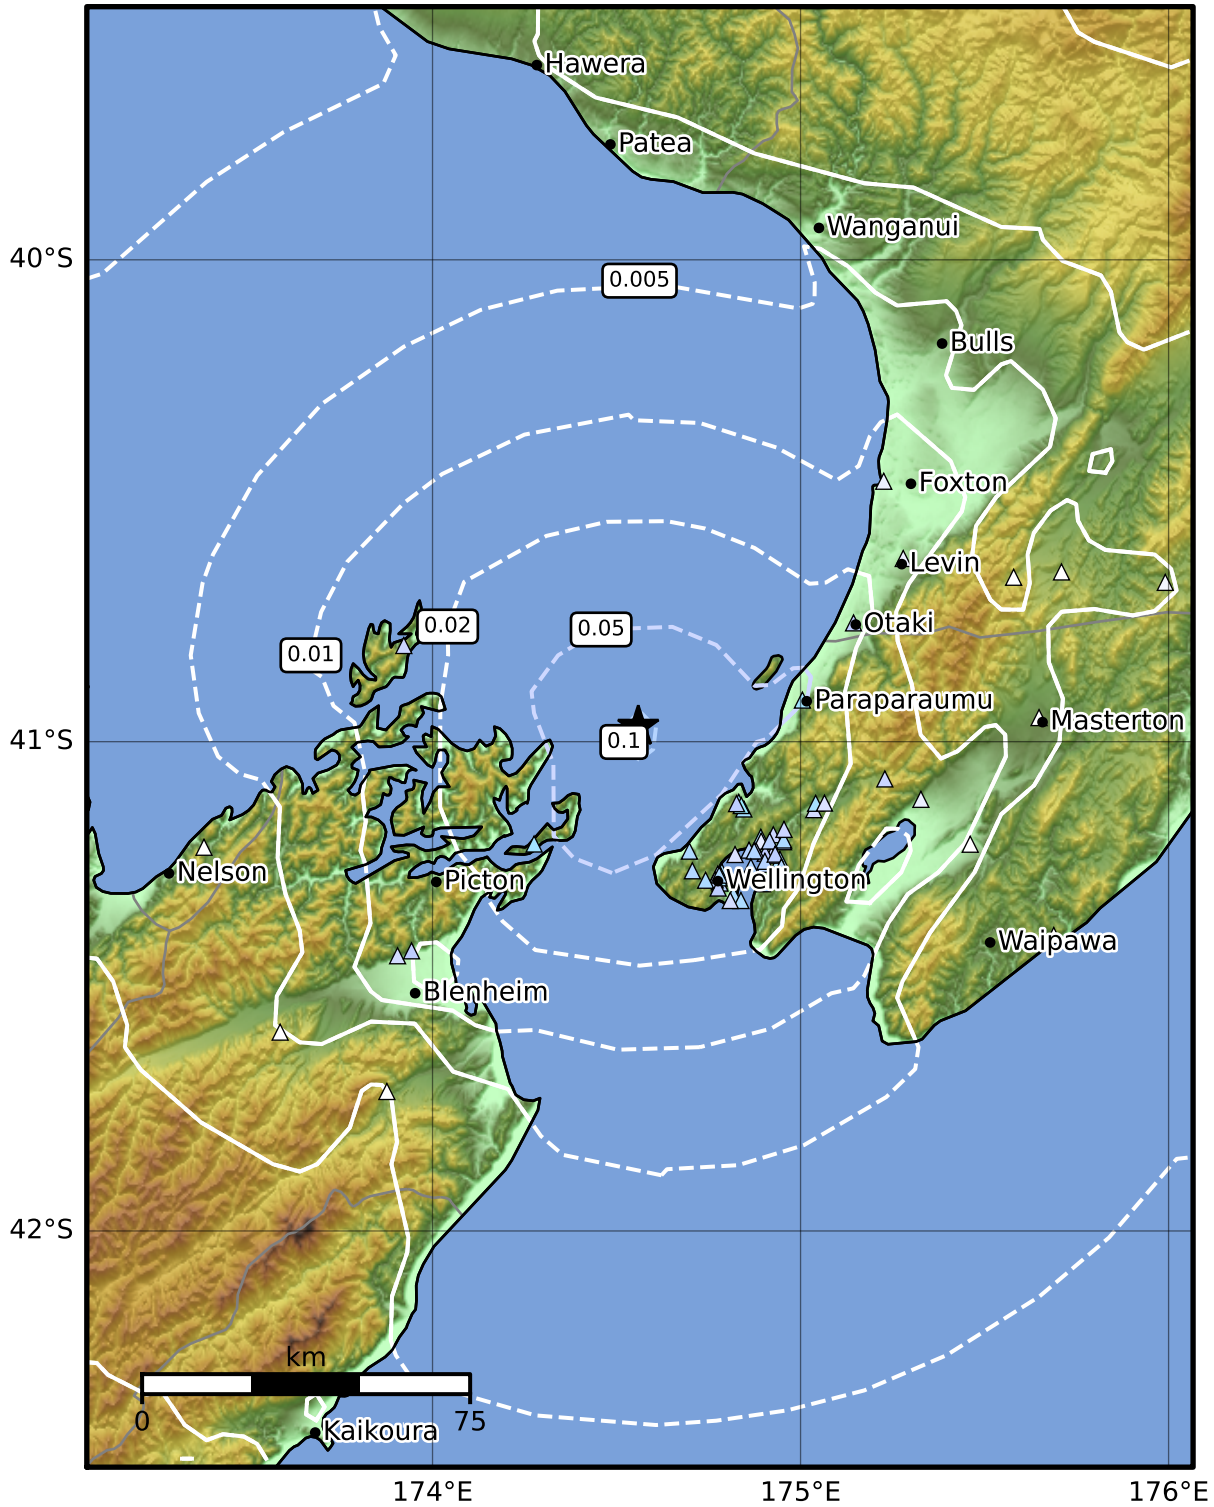 Hawera
Patea
Wanganui
40°S
0.005
Bulls
Foxton
Levin
Otaki
0.02
0.05
0.01
Paraparaumu
Masterton
41°S
0.1
Nelson
Picton
Wellington
Waipawa
Blenheim
42°S
km
0
75
Kaikoura
174°E
175°E
176°E